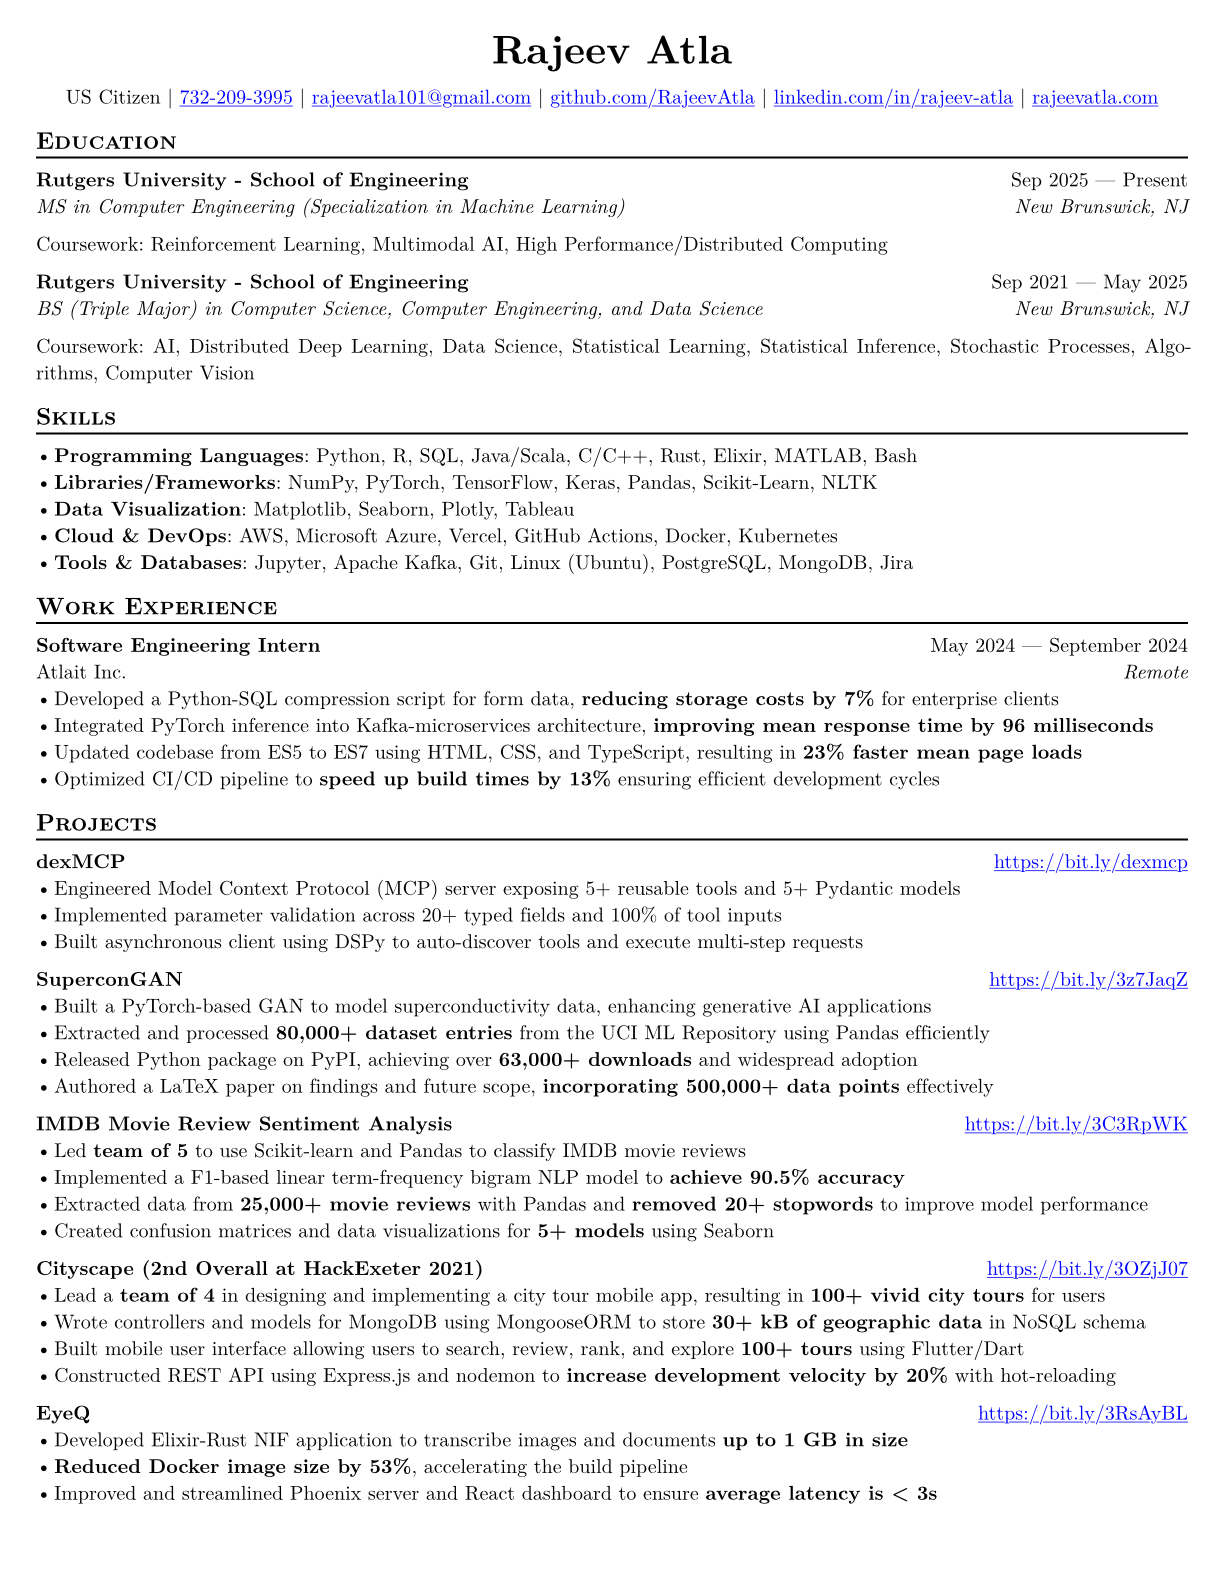 Rajeev Atla
US Citizen | 732-209-3995 | rajeevatla101@gmail.com | github.com/RajeevAtla | linkedin.com/in/rajeev-atla | rajeevatla.com
Education
Rutgers University - School of Engineering Sep 2025 — Present
MS in Computer Engineering (Specialization in Machine Learning) New Brunswick, NJ
Coursework: Reinforcement Learning, Multimodal AI, High Performance/Distributed Computing
Rutgers University - School of Engineering Sep 2021 — May 2025
BS (Triple Major) in Computer Science, Computer Engineering, and Data Science New Brunswick, NJ
Coursework: AI, Distributed Deep Learning, Data Science, Statistical Learning, Statistical Inference, Stochastic Processes, Algo-
rithms, Computer Vision
Skills
• Programming Languages: Python, R, SQL, Java/Scala, C/C++, Rust, Elixir, MATLAB, Bash
• Libraries/Frameworks: NumPy, PyTorch, TensorFlow, Keras, Pandas, Scikit-Learn, NLTK
• Data Visualization: Matplotlib, Seaborn, Plotly, Tableau
• Cloud & DevOps: AWS, Microsoft Azure, Vercel, GitHub Actions, Docker, Kubernetes
• Tools & Databases: Jupyter, Apache Kafka, Git, Linux (Ubuntu), PostgreSQL, MongoDB, Jira
Work Experience
Software Engineering Intern May 2024 — September 2024
Atlait Inc. Remote
• Developed a Python-SQL compression script for form data, reducing storage costs by 7% for enterprise clients
• Integrated PyTorch inference into Kafka-microservices architecture, improving mean response time by 96 milliseconds
• Updated codebase from ES5 to ES7 using HTML, CSS, and TypeScript, resulting in 23% faster mean page loads
• Optimized CI/CD pipeline to speed up build times by 13% ensuring efficient development cycles
Projects
dexMCP https://bit.ly/dexmcp
• Engineered Model Context Protocol (MCP) server exposing 5+ reusable tools and 5+ Pydantic models
• Implemented parameter validation across 20+ typed fields and 100% of tool inputs
• Built asynchronous client using DSPy to auto-discover tools and execute multi-step requests
SuperconGAN https://bit.ly/3z7JaqZ
• Built a PyTorch-based GAN to model superconductivity data, enhancing generative AI applications
• Extracted and processed 80,000+ dataset entries from the UCI ML Repository using Pandas efficiently
• Released Python package on PyPI, achieving over 63,000+ downloads and widespread adoption
• Authored a LaTeX paper on findings and future scope, incorporating 500,000+ data points effectively
IMDB Movie Review Sentiment Analysis https://bit.ly/3C3RpWK
• Led team of 5 to use Scikit-learn and Pandas to classify IMDB movie reviews
• Implemented a F1-based linear term-frequency bigram NLP model to achieve 90.5% accuracy
• Extracted data from 25,000+ movie reviews with Pandas and removed 20+ stopwords to improve model performance
• Created confusion matrices and data visualizations for 5+ models using Seaborn
Cityscape (2nd Overall at HackExeter 2021) https://bit.ly/3OZjJ07
• Lead a team of 4 in designing and implementing a city tour mobile app, resulting in 100+ vivid city tours for users
• Wrote controllers and models for MongoDB using MongooseORM to store 30+ kB of geographic data in NoSQL schema
• Built mobile user interface allowing users to search, review, rank, and explore 100+ tours using Flutter/Dart
• Constructed REST API using Express.js and nodemon to increase development velocity by 20% with hot-reloading
EyeQ https://bit.ly/3RsAyBL
• Developed Elixir-Rust NIF application to transcribe images and documents up to 1 GB in size
• Reduced Docker image size by 53%, accelerating the build pipeline
• Improved and streamlined Phoenix server and React dashboard to ensure average latency is < 3s